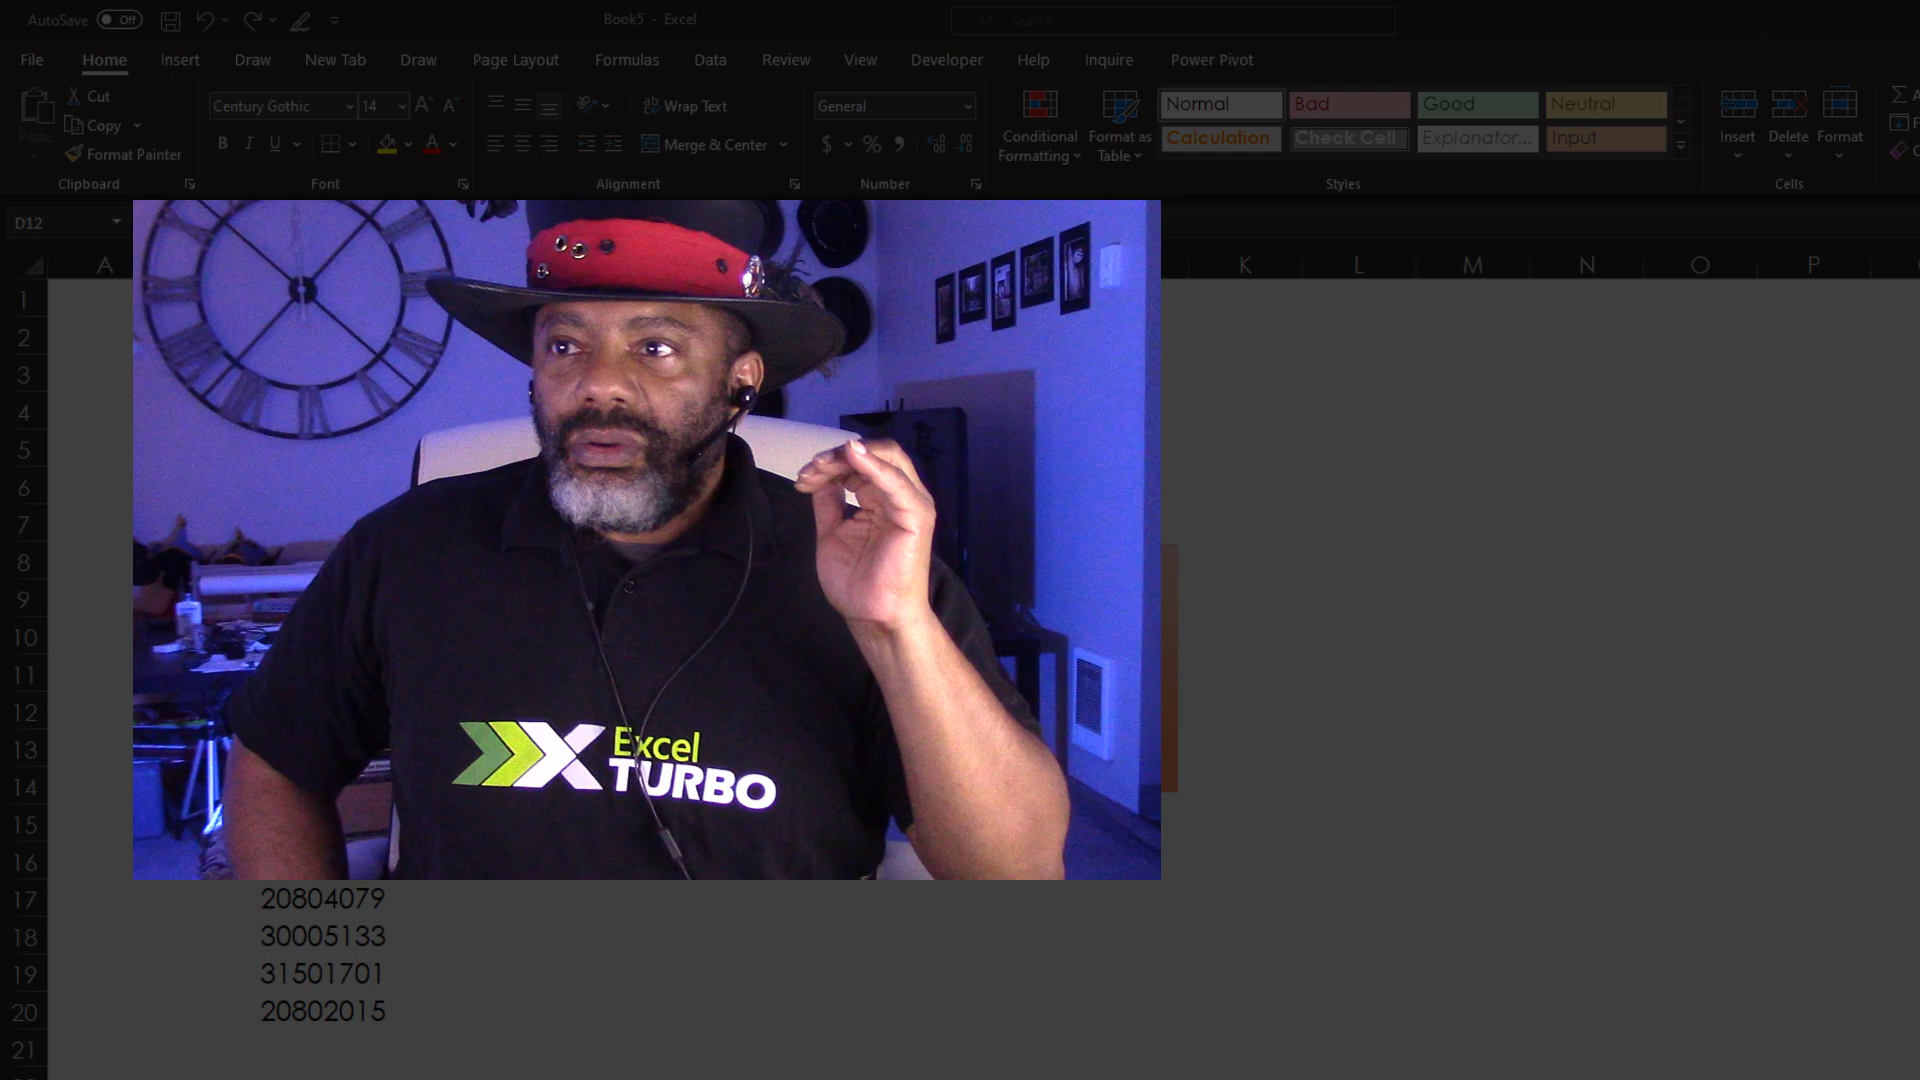 AutoSave Off Book5 - Excel Search
File Home Insert Draw New Tab Draw Page Layout Formulas Data Review View Developer Help Inquire Power Pivot
Cut Century Gothic 14 Wrap Text General Normal Bad Good Neutral
Paste Copy Conditional Formatting Format as Table Insert Delete Format
Format Painter B I U A Merge & Center $ % Calculation Check Cell Explanator... Input
Clipboard Font Alignment Number Styles Cells
D12
A K L M N O P
1
2
3
4
5
6
7
8
9
10
11
12
13
14
15
16
Excel
TURBO
17 20804079
18 30005133
19 31501701
20 20802015
21